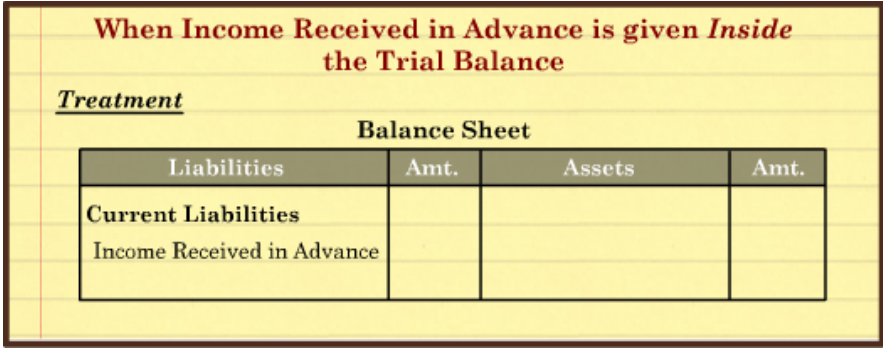 When Income Received in Advance is given Inside
the Trial Balance
Treatment
Balance Sheet
Liabilities Amt. Assets Amt.
Current Liabilities
Income Received in Advance